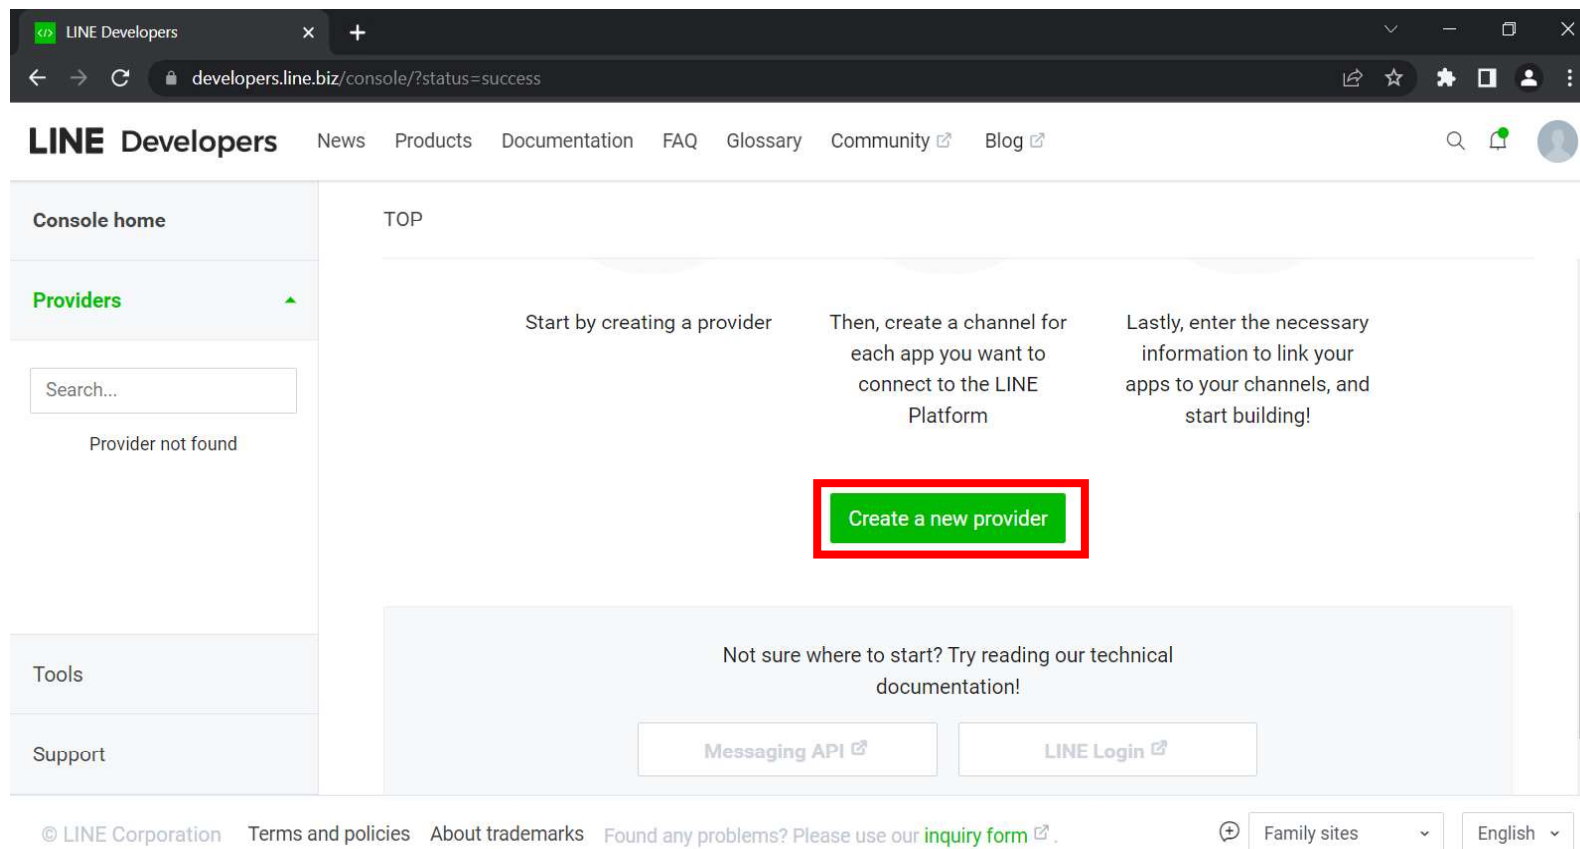 LINE Developers
developers.line.biz/console/?status=success
LINE Developers News Products Documentation FAQ Glossary Community Blog
Console home
TOP
Providers
Search...
Provider not found
Tools
Support
Start by creating a provider
Then, create a channel for
each app you want to
connect to the LINE
Platform
Lastly, enter the necessary
information to link your
apps to your channels, and
start building!
Create a new provider
Not sure where to start? Try reading our technical
documentation!
Messaging API
LINE Login
© LINE Corporation Terms and policies About trademarks Found any problems? Please use our inquiry form . Family sites English